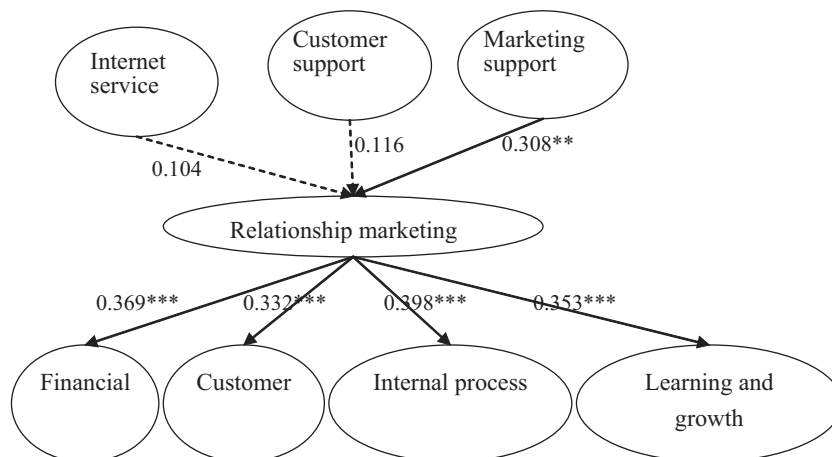 Internet
service
Customer
support
Marketing
support
0.104
0.116
0.308**
Relationship marketing
0.369***
0.332***
0.398***
0.353***
Financial
Customer
Internal process
Learning and
growth